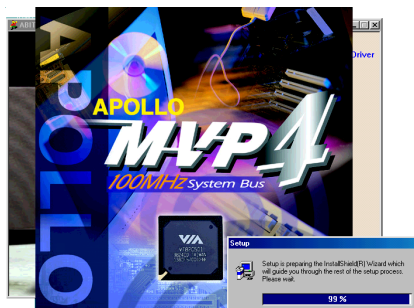 ABIT
Driver
APOLLO
APOLLO
MVP4
100MHz System Bus
VIA
Setup
Setup is preparing the InstallShield(R) Wizard which
will guide you through the rest of the setup process.
Please wait.
99 %